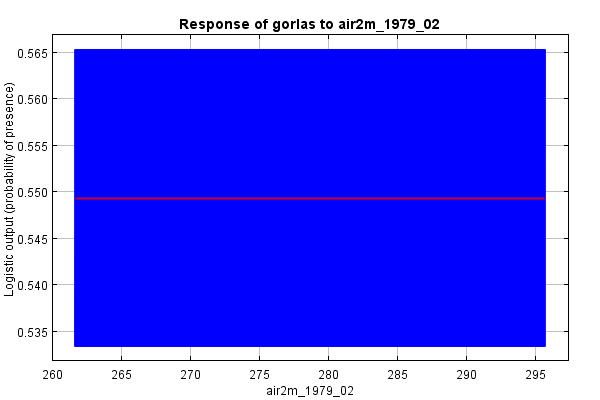 Response of gorlas to air2m_1979_02
Logistic output (probability of presence)
0.565
0.560
0.555
0.550
0.545
0.540
0.535
260 265 270 275 280 285 290 295
air2m_1979_02